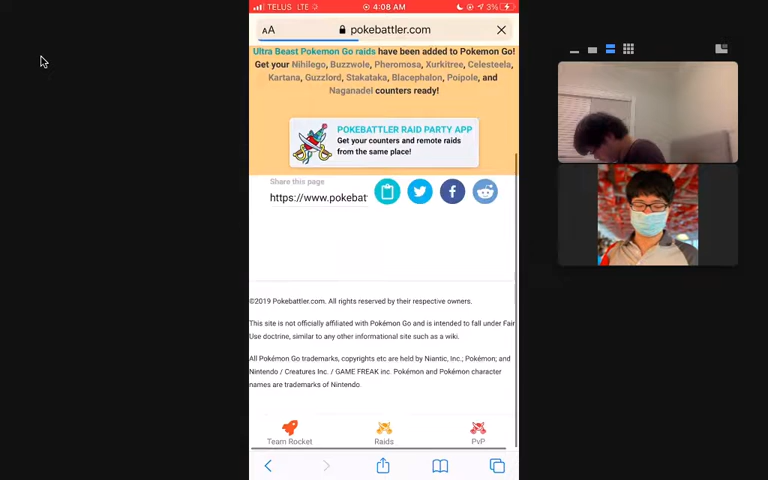 TELUS LTE 4:08 AM 3%
AA pokebattler.com
Ultra Beast Pokemon Go raids have been added to Pokemon Go!
Get your Nihilego, Buzzwole, Pheromosa, Xurkitree, Celesteela,
Kartana, Guzzlord, Stakataka, Blacephalon, Poipole, and
Naganadel counters ready!
POKEBATTLER RAID PARTY APP
Get your counters and remote raids
from the same place!
Share this page
https://www.pokebat
©2019 Pokebattler.com. All rights reserved by their respective owners.
This site is not officially affiliated with Pokémon Go and is intended to fall under Fair
Use doctrine, similar to any other informational site such as a wiki.
All Pokémon Go trademarks, copyrights etc are held by Niantic, Inc.; Pokémon; and
Nintendo / Creatures Inc. / GAME FREAK inc. Pokémon and Pokémon character
names are trademarks of Nintendo.
Team Rocket Raids PvP